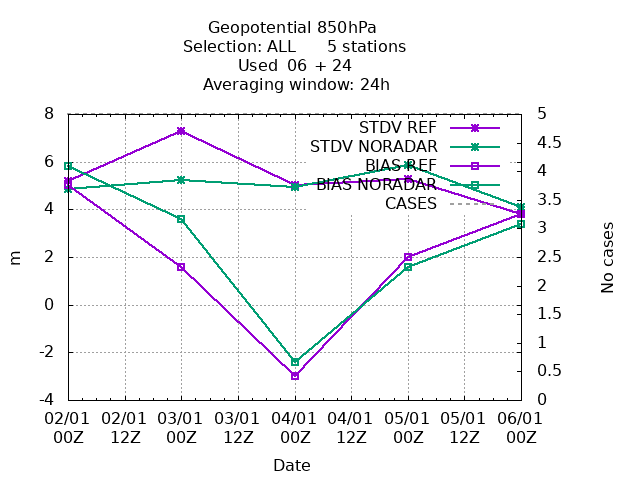 Geopotential 850hPa
Selection: ALL 5 stations
Used 06 + 24
Averaging window: 24h
8
6
4
2
0
-2
-4
m
5
4.5
4
3.5
3
2.5
2
1.5
1
0.5
0
No cases
STDV REF
STDV NORADAR
BIAS REF
BIAS NORADAR
CASES
02/01 02/01 03/01 03/01 04/01 04/01 05/01 05/01 06/01
00Z 12Z 00Z 12Z 00Z 12Z 00Z 12Z 00Z
Date